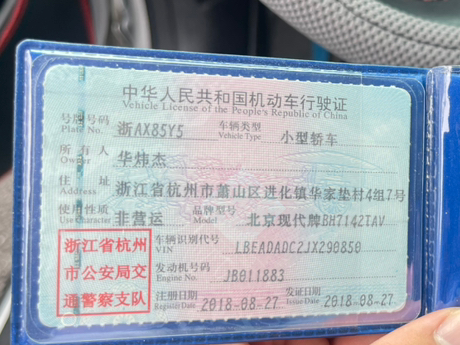 中华人民共和国机动车行驶证
Vehicle License of the People's Republic of China
号牌号码 Plate No. 浙AX85Y5 车辆类型 Vehicle Type 小型轿车
所有人 Owner 华炜杰
住址 Address 浙江省杭州市萧山区进化镇华家垫村4组7号
使用性质 Use Character 非营运 品牌型号 Model 北京现代牌BH7142TAV
浙江省杭州市公安局交通警察支队
车辆识别代号 VIN LBEADADC2JX290850
发动机号码 Engine No. JB011883
注册日期 Register Date 2018-08-27 发证日期 Issue Date 2018-08-27